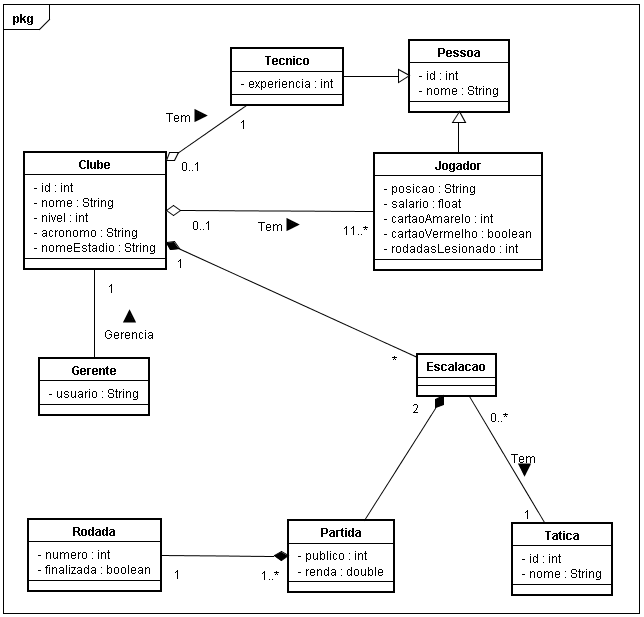 pkg
Tecnico
- experiencia : int
Pessoa
- id : int
- nome : String
Tem
1
0..1
Clube
- id : int
- nome : String
- nivel : int
- acronomo : String
- nomeEstadio : String
Jogador
- posicao : String
- salario : float
- cartaoAmarelo : int
- cartaoVermelho : boolean
- rodadasLesionado : int
0..1
Tem
11..*
1
1
Gerencia
Gerente
- usuario : String
*
Escalacao
2
0..*
Tem
1
Rodada
- numero : int
- finalizada : boolean
1
1..*
Partida
- publico : int
- renda : double
Tatica
- id : int
- nome : String